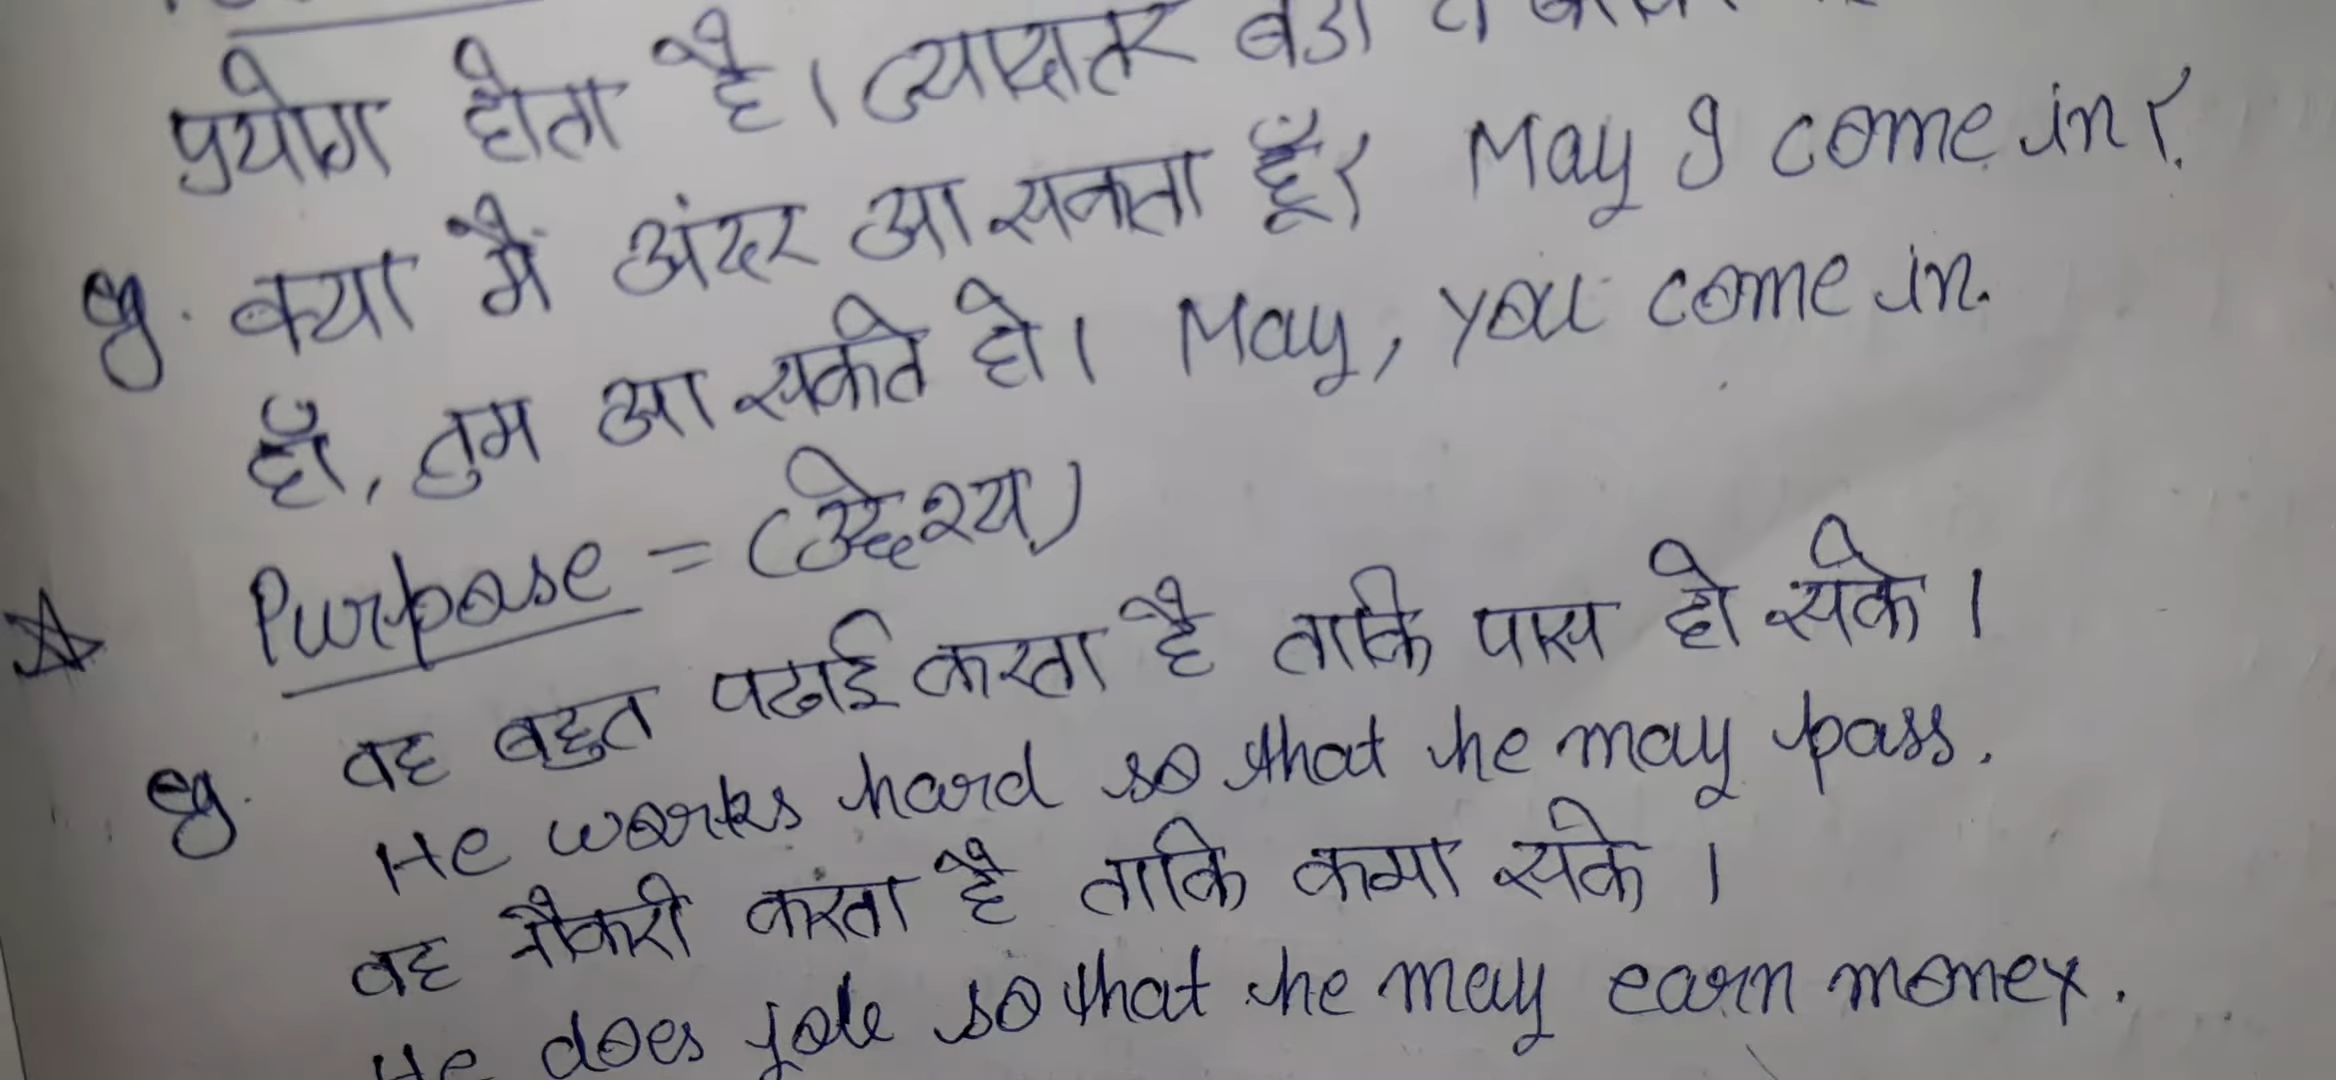 प्रयोग होता है। ज्यादातर
eg. क्या मैं अंदर आ सकता हूँ? May I come in?
हाँ, तुम आ सकते हो। May, you come in.
Purpose = (उद्देश्य)
eg. वह बहुत पढाई करता है ताकि पास हो सके।
He works hard so that he may pass.
वह नौकरी करता है ताकि कमा सके।
He does job so that he may earn money.